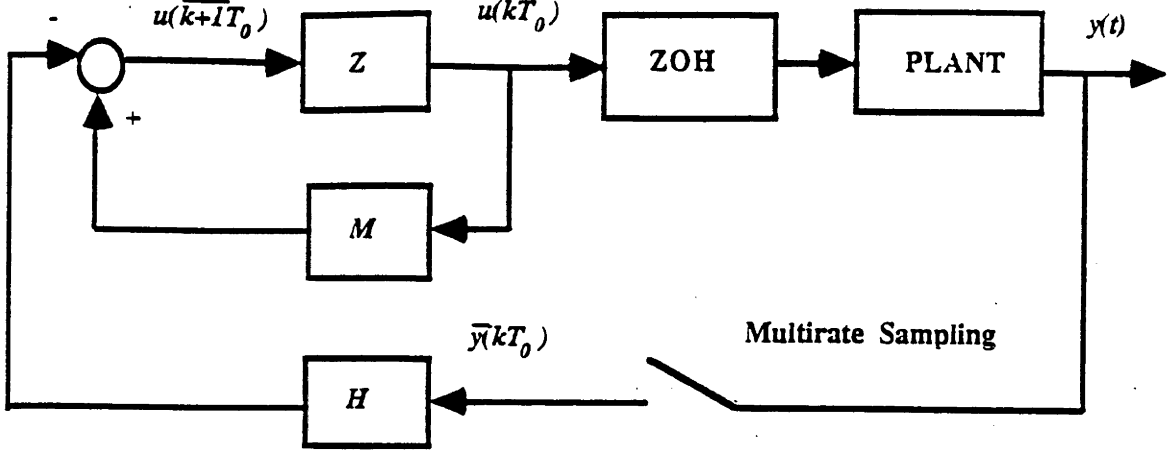 -
u(k+1T₀)
u(kT₀)
y(t)
Z
ZOH
PLANT
+
M
y̅(kT₀)
Multirate Sampling
H